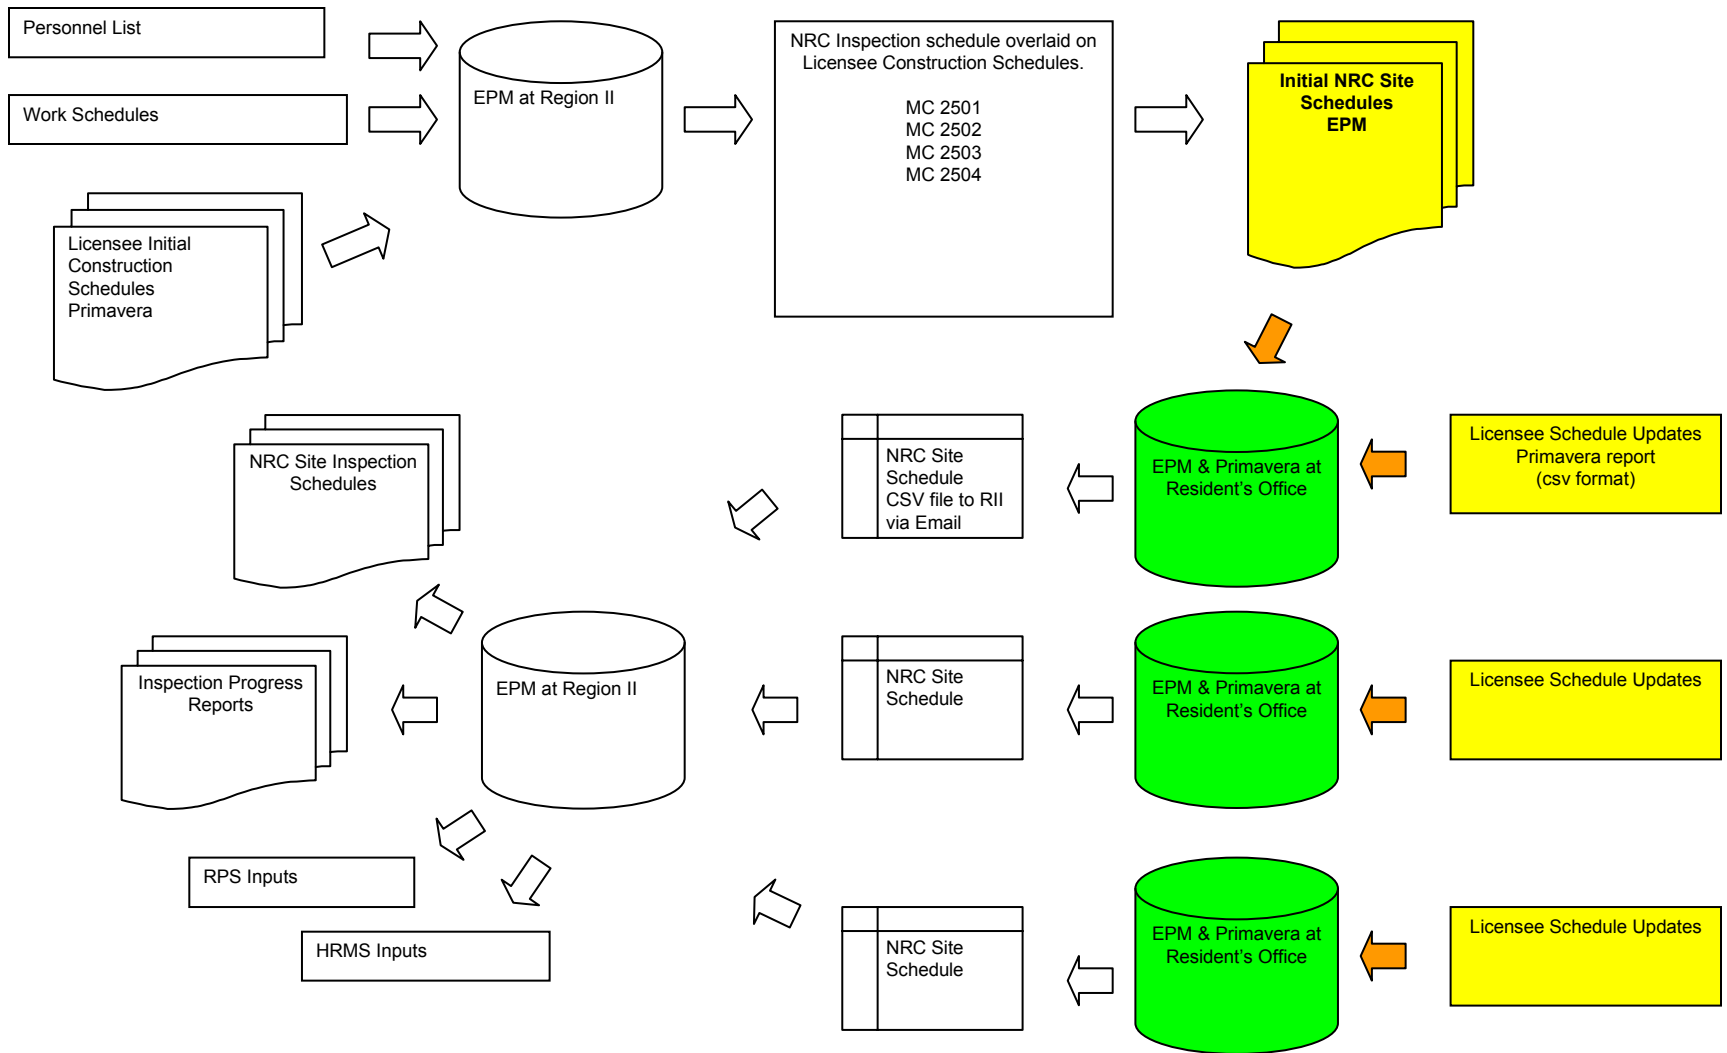 Personnel List
Work Schedules
Licensee Initial
Construction
Schedules
Primavera
EPM at Region II
NRC Inspection schedule overlaid on
Licensee Construction Schedules.
MC 2501
MC 2502
MC 2503
MC 2504
Initial NRC Site
Schedules
EPM
Licensee Schedule Updates
Primavera report
(csv format)
EPM & Primavera at
Resident’s Office
NRC Site
Schedule
CSV file to RII
via Email
NRC Site Inspection
Schedules
Licensee Schedule Updates
EPM & Primavera at
Resident’s Office
NRC Site
Schedule
EPM at Region II
Inspection Progress
Reports
RPS Inputs
HRMS Inputs
Licensee Schedule Updates
EPM & Primavera at
Resident’s Office
NRC Site
Schedule